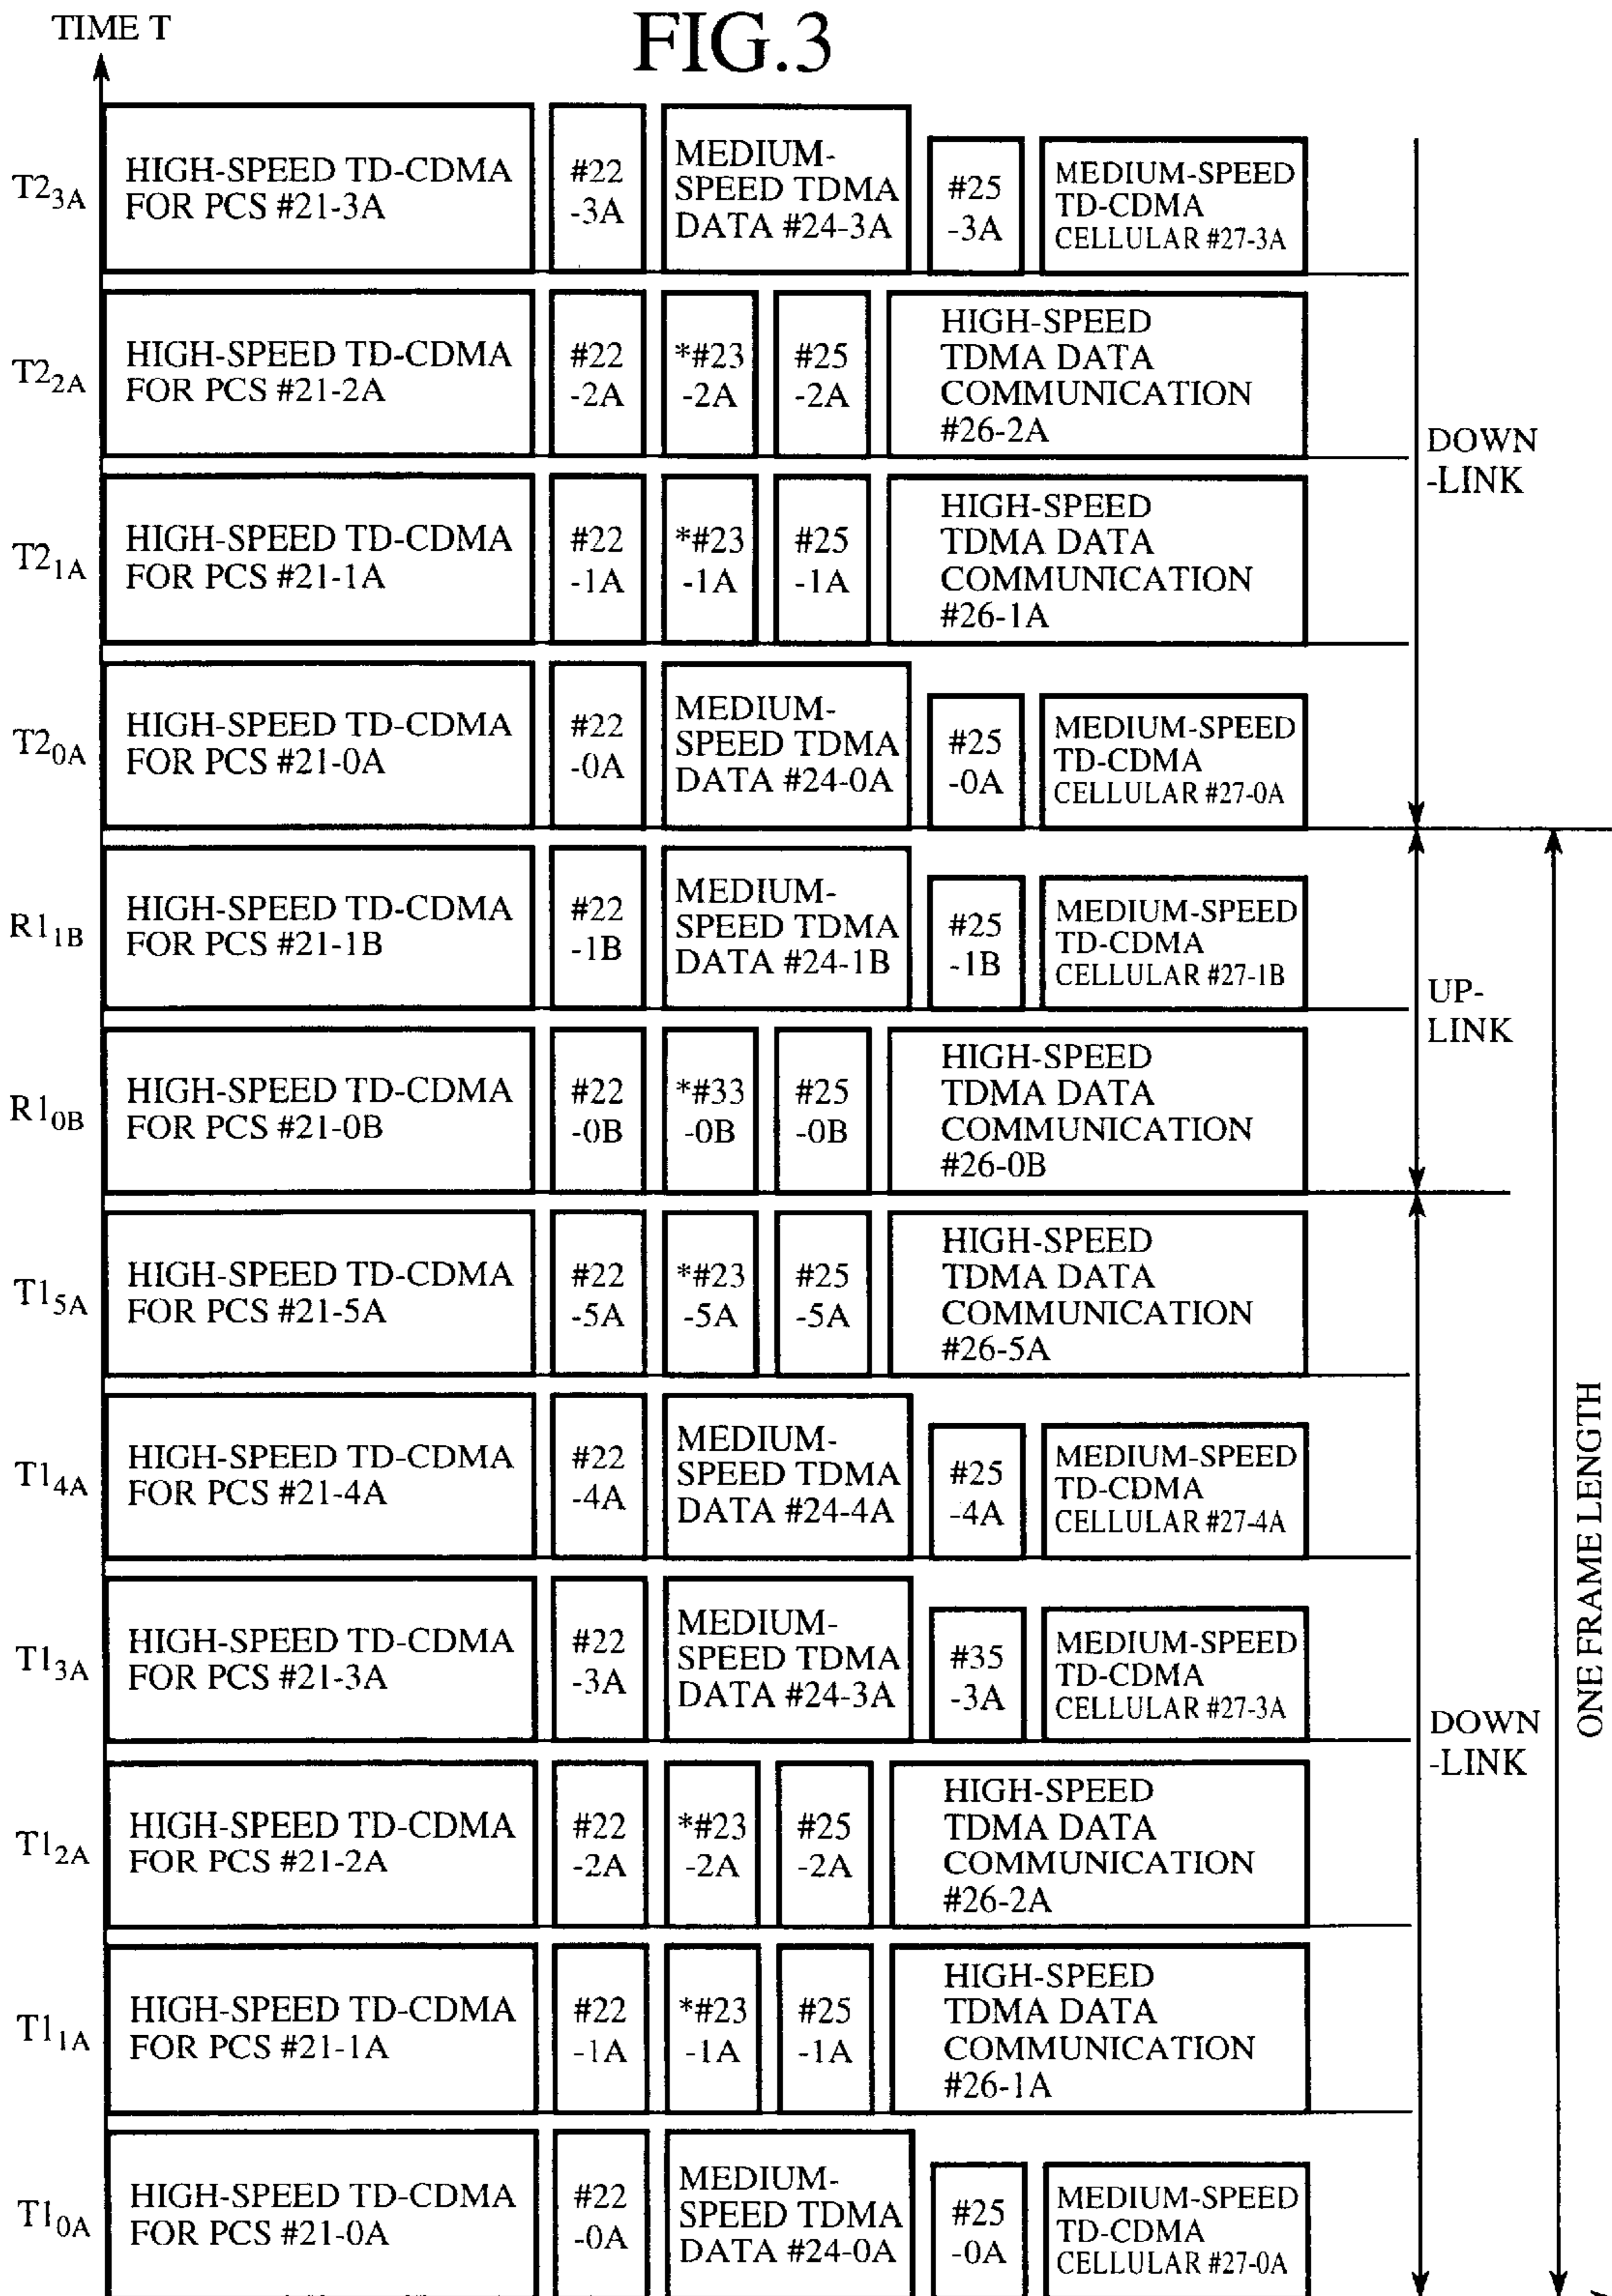 TIME T
FIG.3
T23A
HIGH-SPEED TD-CDMA
FOR PCS #21-3A
#22
-3A
MEDIUM-
SPEED TDMA
DATA #24-3A
#25
-3A
MEDIUM-SPEED
TD-CDMA
CELLULAR #27-3A
T22A
HIGH-SPEED TD-CDMA
FOR PCS #21-2A
#22
-2A
*#23
-2A
#25
-2A
HIGH-SPEED
TDMA DATA
COMMUNICATION
#26-2A
DOWN
-LINK
T21A
HIGH-SPEED TD-CDMA
FOR PCS #21-1A
#22
-1A
*#23
-1A
#25
-1A
HIGH-SPEED
TDMA DATA
COMMUNICATION
#26-1A
T20A
HIGH-SPEED TD-CDMA
FOR PCS #21-0A
#22
-0A
MEDIUM-
SPEED TDMA
DATA #24-0A
#25
-0A
MEDIUM-SPEED
TD-CDMA
CELLULAR #27-0A
R11B
HIGH-SPEED TD-CDMA
FOR PCS #21-1B
#22
-1B
MEDIUM-
SPEED TDMA
DATA #24-1B
#25
-1B
MEDIUM-SPEED
TD-CDMA
CELLULAR #27-1B
UP-
LINK
R10B
HIGH-SPEED TD-CDMA
FOR PCS #21-0B
#22
-0B
*#33
-0B
#25
-0B
HIGH-SPEED
TDMA DATA
COMMUNICATION
#26-0B
T15A
HIGH-SPEED TD-CDMA
FOR PCS #21-5A
#22
-5A
*#23
-5A
#25
-5A
HIGH-SPEED
TDMA DATA
COMMUNICATION
#26-5A
T14A
HIGH-SPEED TD-CDMA
FOR PCS #21-4A
#22
-4A
MEDIUM-
SPEED TDMA
DATA #24-4A
#25
-4A
MEDIUM-SPEED
TD-CDMA
CELLULAR #27-4A
ONE FRAME LENGTH
T13A
HIGH-SPEED TD-CDMA
FOR PCS #21-3A
#22
-3A
MEDIUM-
SPEED TDMA
DATA #24-3A
#35
-3A
MEDIUM-SPEED
TD-CDMA
CELLULAR #27-3A
DOWN
-LINK
T12A
HIGH-SPEED TD-CDMA
FOR PCS #21-2A
#22
-2A
*#23
-2A
#25
-2A
HIGH-SPEED
TDMA DATA
COMMUNICATION
#26-2A
T11A
HIGH-SPEED TD-CDMA
FOR PCS #21-1A
#22
-1A
*#23
-1A
#25
-1A
HIGH-SPEED
TDMA DATA
COMMUNICATION
#26-1A
T10A
HIGH-SPEED TD-CDMA
FOR PCS #21-0A
#22
-0A
MEDIUM-
SPEED TDMA
DATA #24-0A
#25
-0A
MEDIUM-SPEED
TD-CDMA
CELLULAR #27-0A